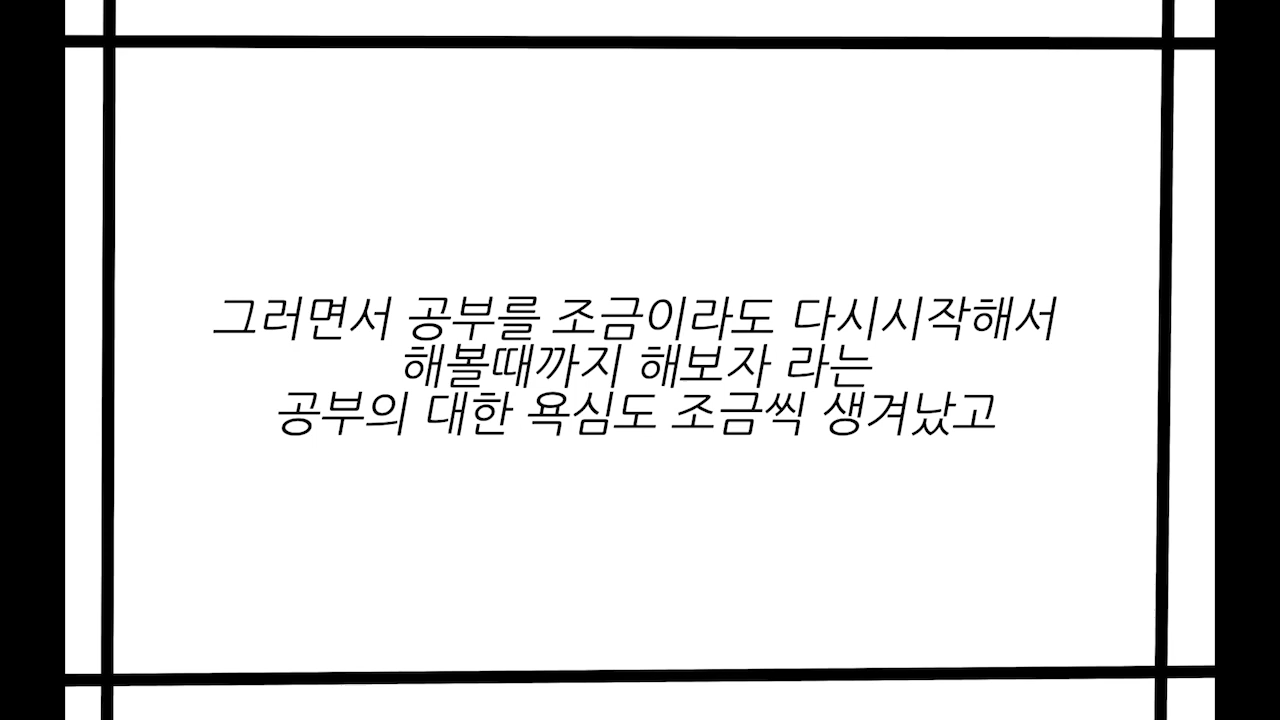 그러면서 공부를 조금이라도 다시시작해서
해볼때까지 해보자 라는
공부의 대한 욕심도 조금씩 생겨났고